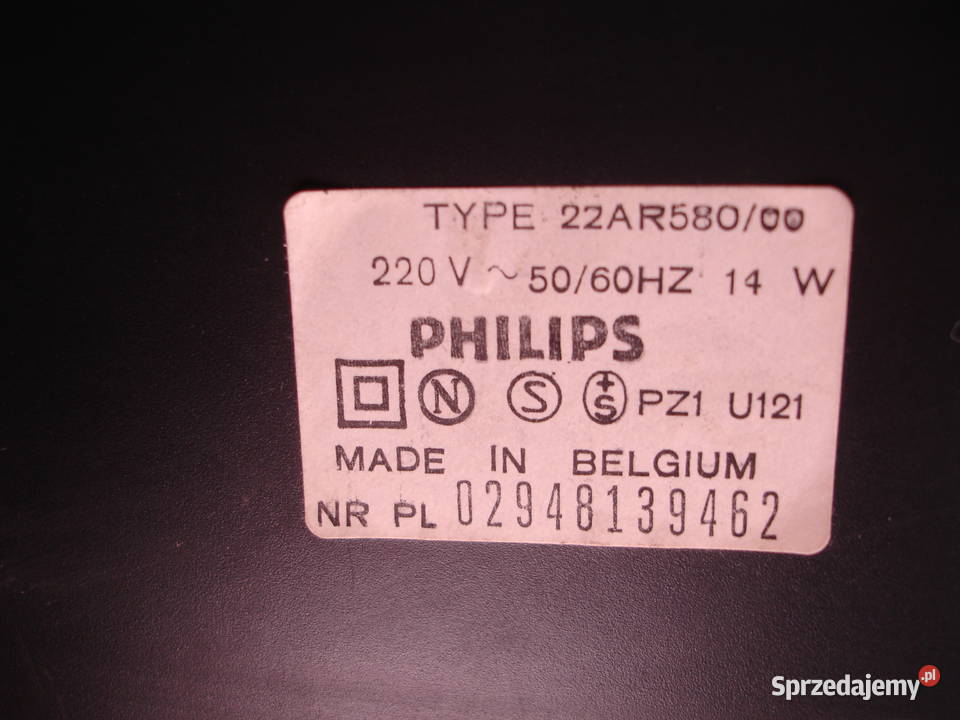 TYPE 22AR580/00
220 V ~ 50/60HZ 14 W
PHILIPS
N S +S PZ1 U121
MADE IN BELGIUM
NR PL 02948139462
Sprzedajemy.pl